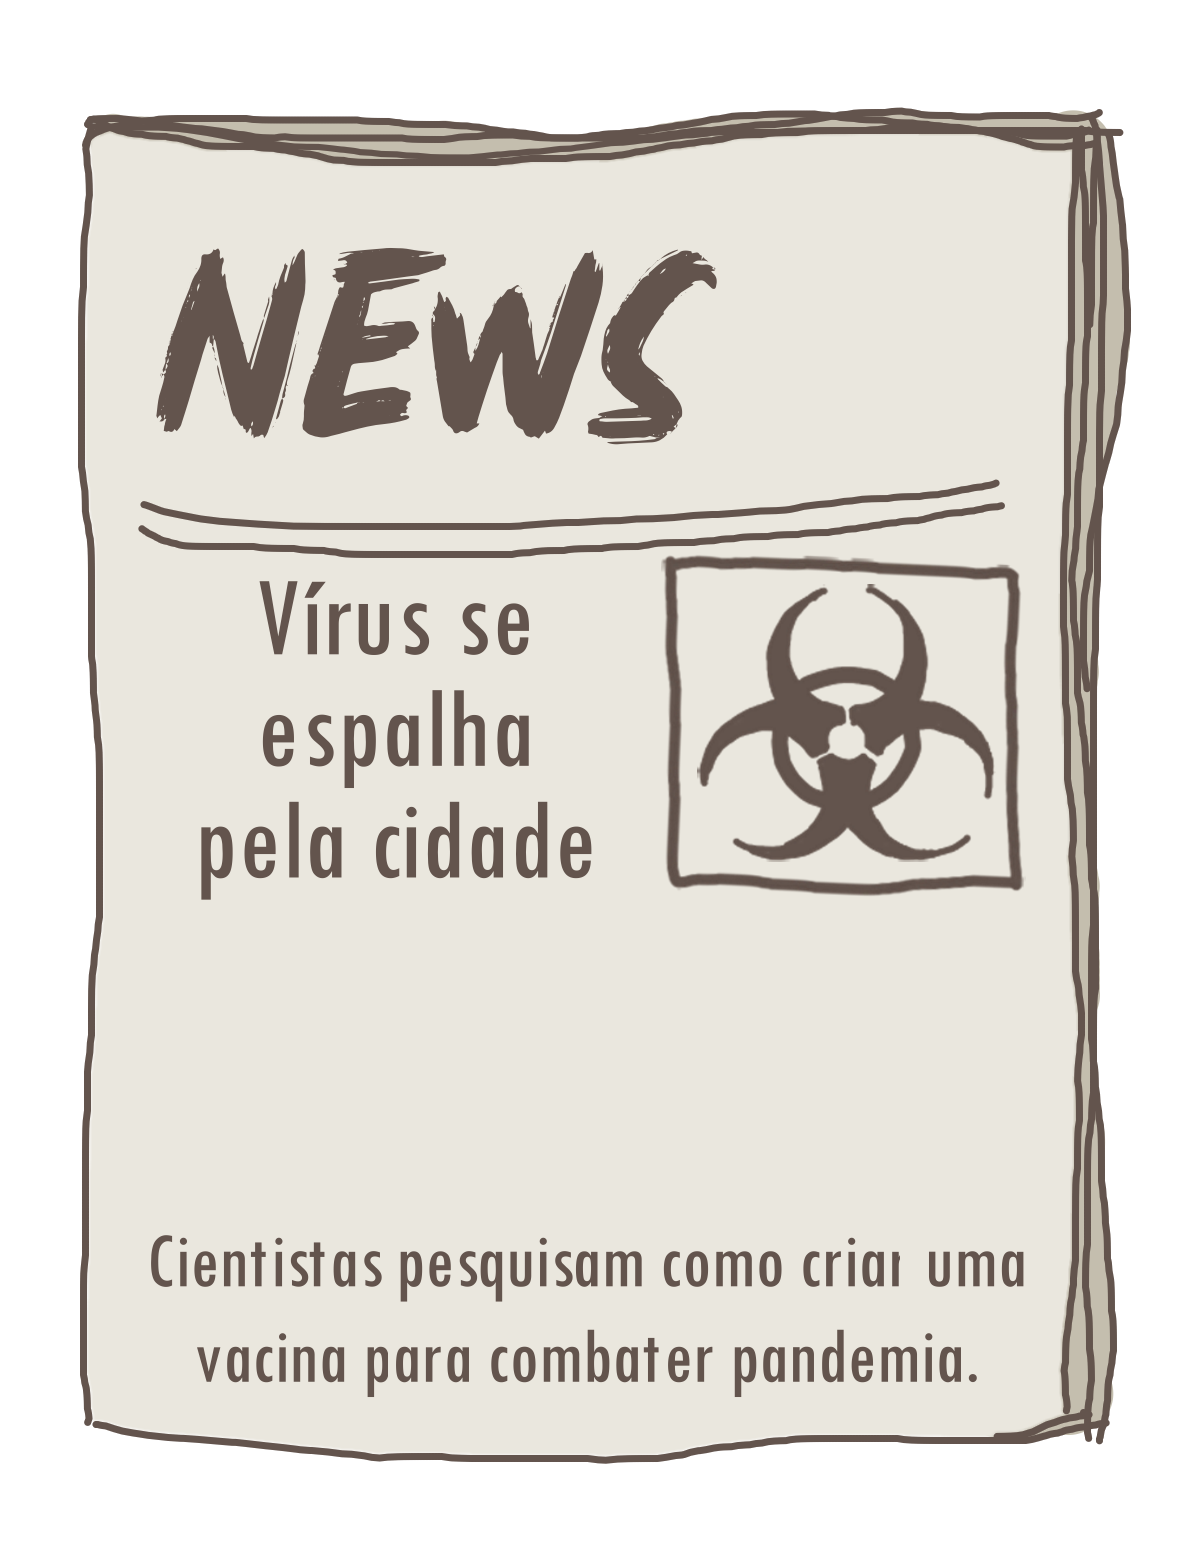 NEWS
Vírus se
espalha
pela cidade
Cientistas pesquisam como criar uma
vacina para combater pandemia.